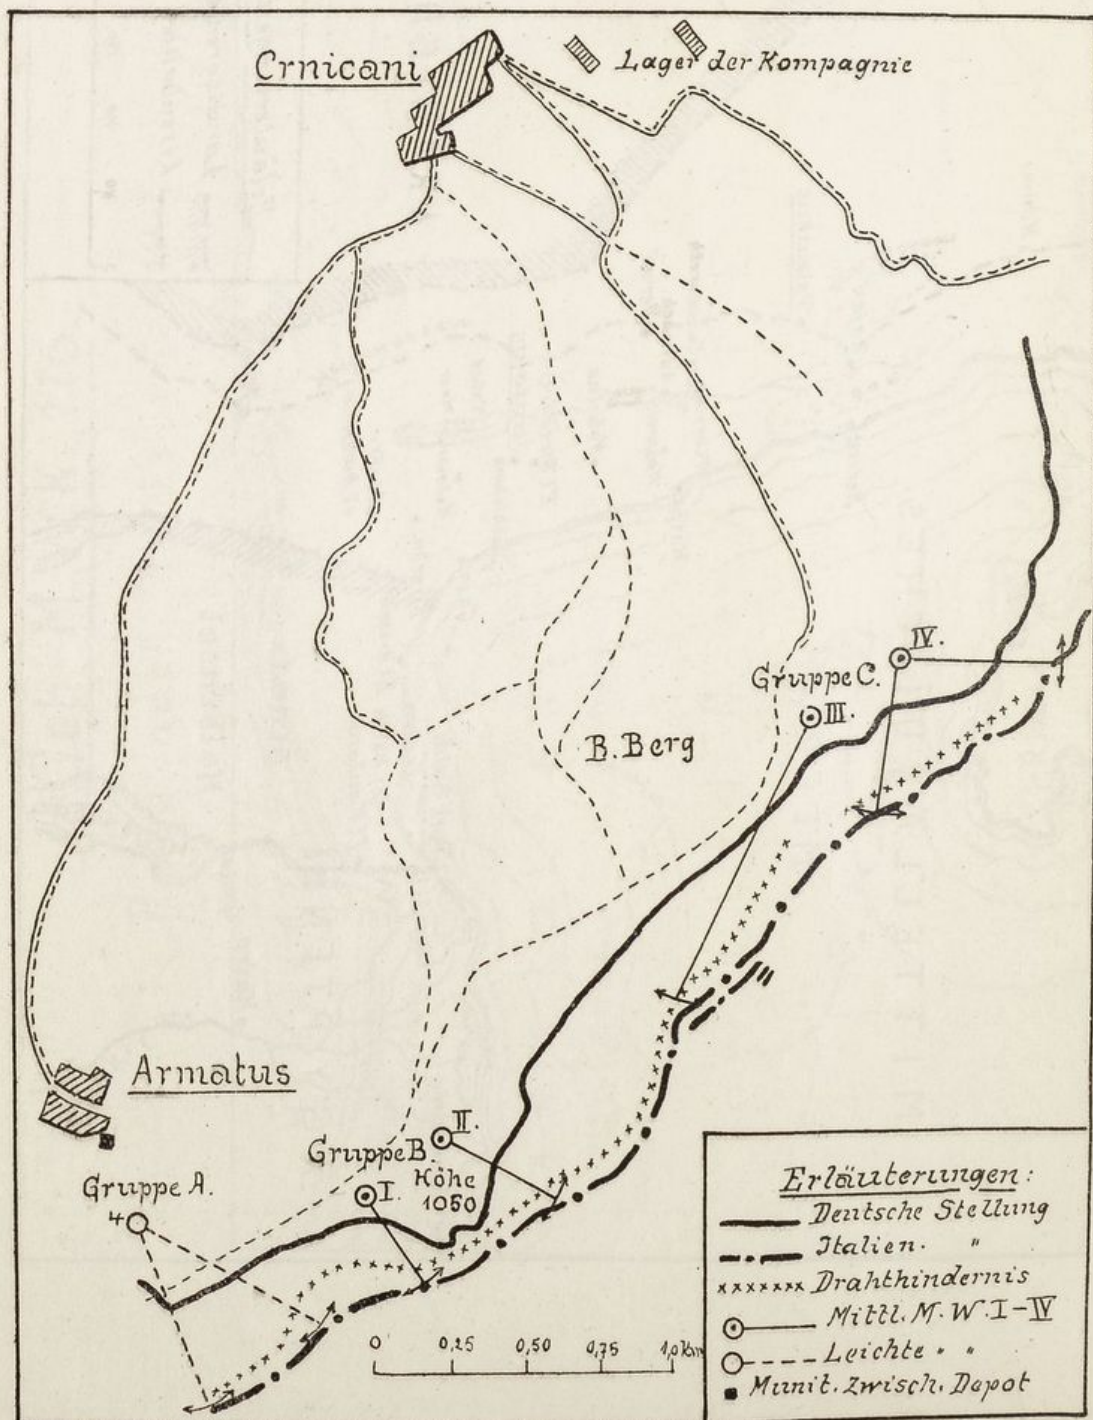 Crnicani
Lager der Kompagnie
IV.
Gruppe C.
III.
B. Berg
Armatus
II.
Gruppe B.
Höhe
1050
I.
Gruppe A.
4
0 0,25 0,50 0,75 1,0 km
Erläuterungen:
Deutsche Stellung
Italien. "
Drahthindernis
Mittl. M. W. I-IV
Leichte " "
Munit. Zwisch. Depot